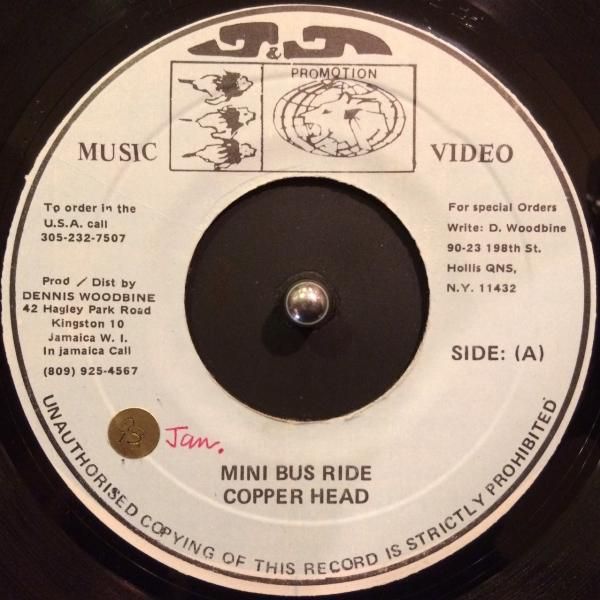 J&J
PROMOTION
MUSIC
VIDEO
To order in the
U.S.A. call
305-232-7507
For special Orders
Write: D. Woodbine
90-23 198th St.
Hollis QNS,
N.Y. 11432
Prod / Dist by
DENNIS WOODBINE
42 Hagley Park Road
Kingston 10
Jamaica W. I.
In jamaica Call
(809) 925-4567
SIDE: (A)
Jan.
MINI BUS RIDE
COPPER HEAD
UNAUTHORISED COPYING OF THIS RECORD IS STRICTLY PROHIBITED